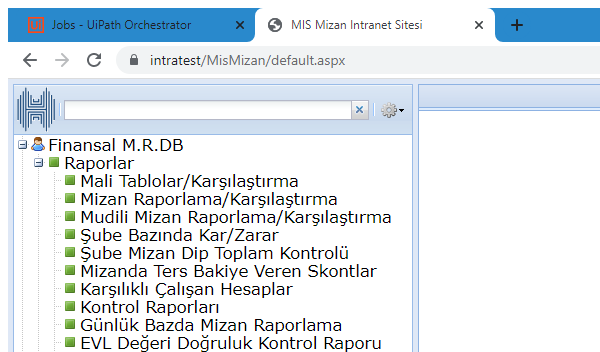 Jobs - UiPath Orchestrator
MIS Mizan Intranet Sitesi
intratest/MisMizan/default.aspx
Finansal M.R.DB
Raporlar
Mali Tablolar/Karşılaştırma
Mizan Raporlama/Karşılaştırma
Mudili Mizan Raporlama/Karşılaştırma
Şube Bazında Kar/Zarar
Şube Mizan Dip Toplam Kontrolü
Mizanda Ters Bakiye Veren Skontlar
Karşılıklı Çalışan Hesaplar
Kontrol Raporları
Günlük Bazda Mizan Raporlama
EVL Değeri Doğruluk Kontrol Raporu